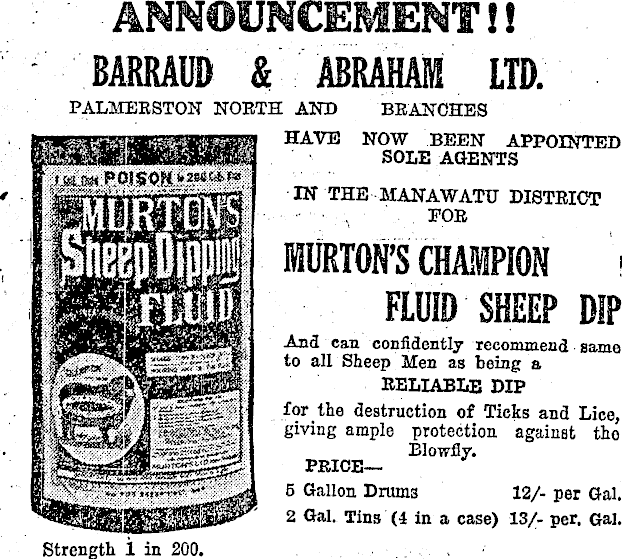 ANNOUNCEMENT!!
BARRAUD & ABRAHAM LTD.
PALMERSTON NORTH AND BRANCHES
HAVE NOW BEEN APPOINTED
SOLE AGENTS
IN THE MANAWATU DISTRICT
FOR
MURTON'S CHAMPION
FLUID SHEEP DIP
And can confidently recommend same
to all Sheep Men as being a
RELIABLE DIP
for the destruction of Ticks and Lice,
giving ample protection against the
Blowfly.
PRICE—
5 Gallon Drums 12/- per Gal.
2 Gal. Tins (4 in a case) 13/- per. Gal.
POISON
MURTONS
Sheep Dipping
FLUID
Strength 1 in 200.